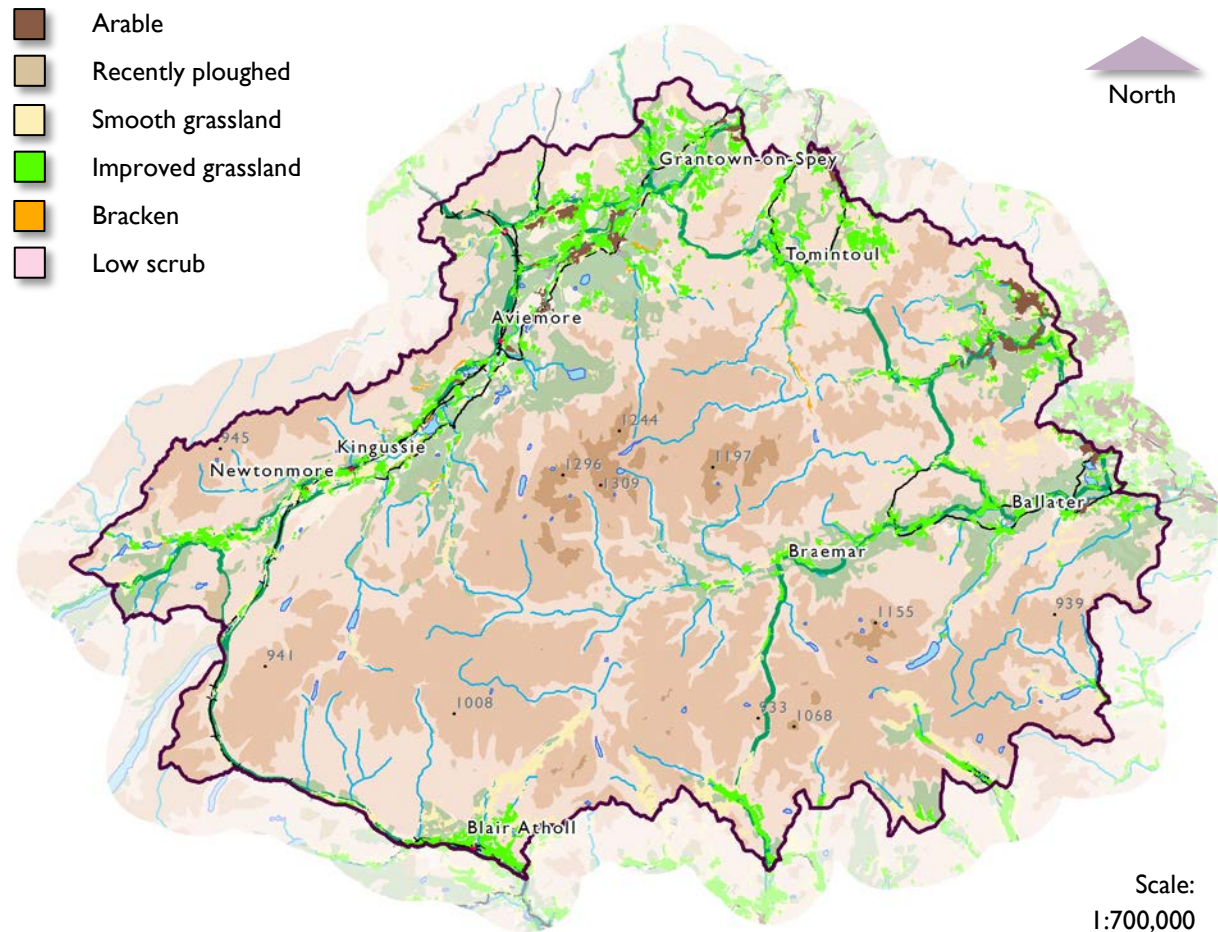 Arable
Recently ploughed
Smooth grassland
Improved grassland
Bracken
Low scrub
North
Grantown-on-Spey
Tomintoul
Aviemore
1244
945
Kingussie
1197
Newtonmore
1296
1309
Ballater
Braemar
1155
939
941
1008
933
1068
Blair Atholl
Scale:
1:700,000